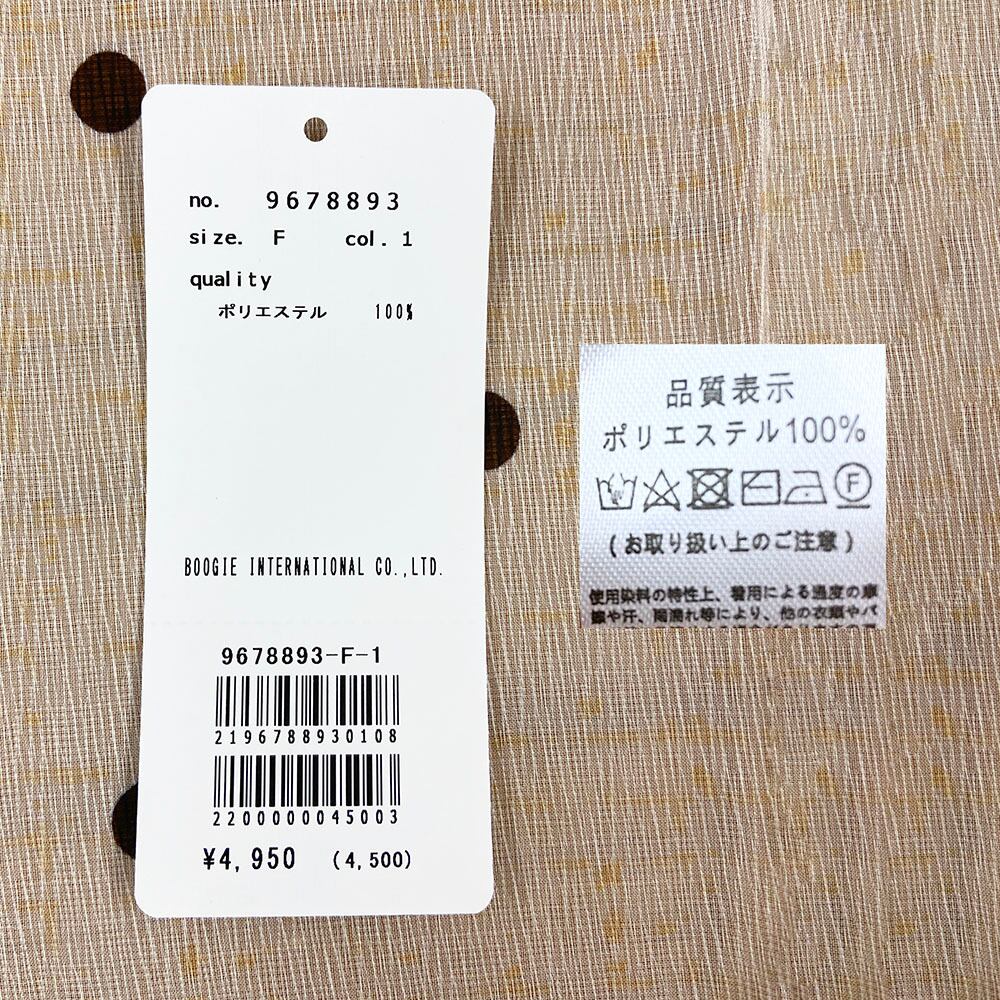 no. 9678893
size. F col. 1
quality
ポリエステル 100%
BOOGIE INTERNATIONAL CO.,LTD.
9678893-F-1
2196788930108
2200000045003
¥4,950 (4,500)
品質表示
ポリエステル100%
F
(お取り扱い上のご注意)
使用染料の特性上、着用による過度の摩
擦や汗、雨濡れ等により、他の衣類やバ